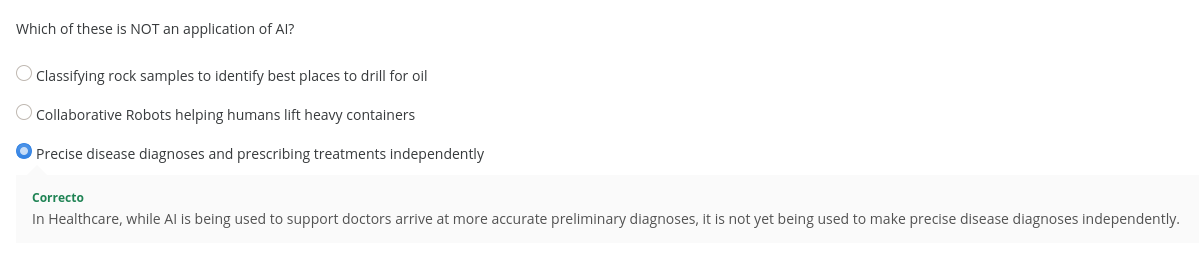 Which of these is NOT an application of AI?
Classifying rock samples to identify best places to drill for oil
Collaborative Robots helping humans lift heavy containers
Precise disease diagnoses and prescribing treatments independently
Correcto
In Healthcare, while AI is being used to support doctors arrive at more accurate preliminary diagnoses, it is not yet being used to make precise disease diagnoses independently.